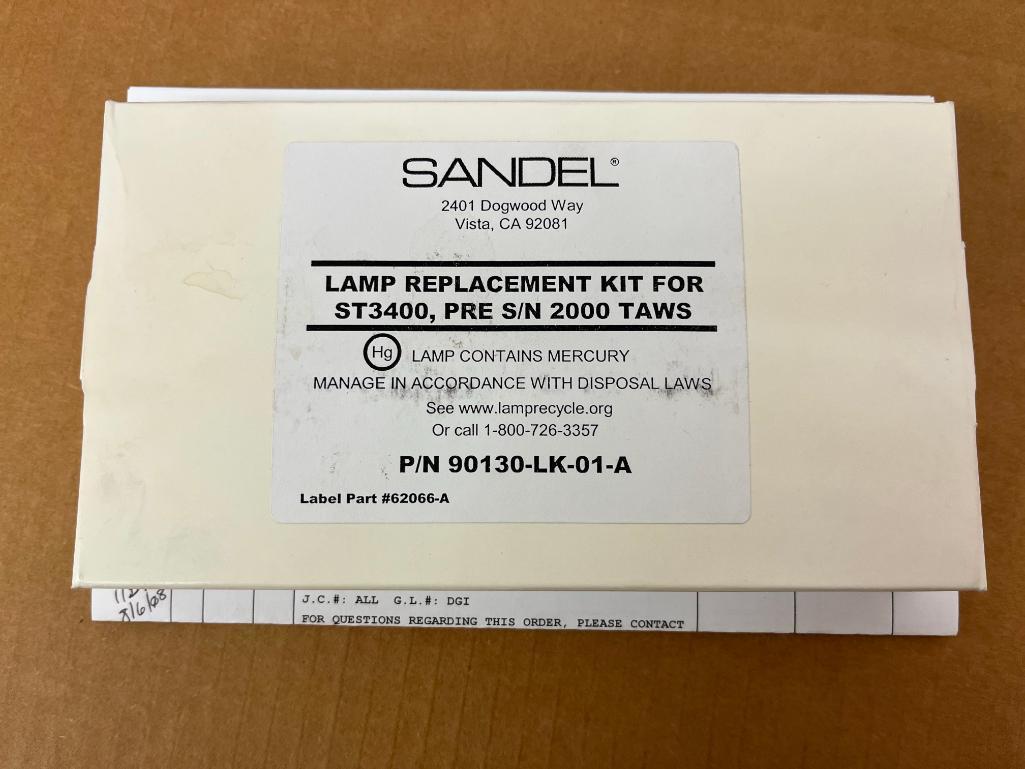 SANDEL®
2401 Dogwood Way
Vista, CA 92081
LAMP REPLACEMENT KIT FOR
ST3400, PRE S/N 2000 TAWS
Hg LAMP CONTAINS MERCURY
MANAGE IN ACCORDANCE WITH DISPOSAL LAWS
See www.lamprecycle.org
Or call 1-800-726-3357
P/N 90130-LK-01-A
Label Part #62066-A
8/6/08
J.C.#: ALL G.L.#: DGI
FOR QUESTIONS REGARDING THIS ORDER, PLEASE CONTACT